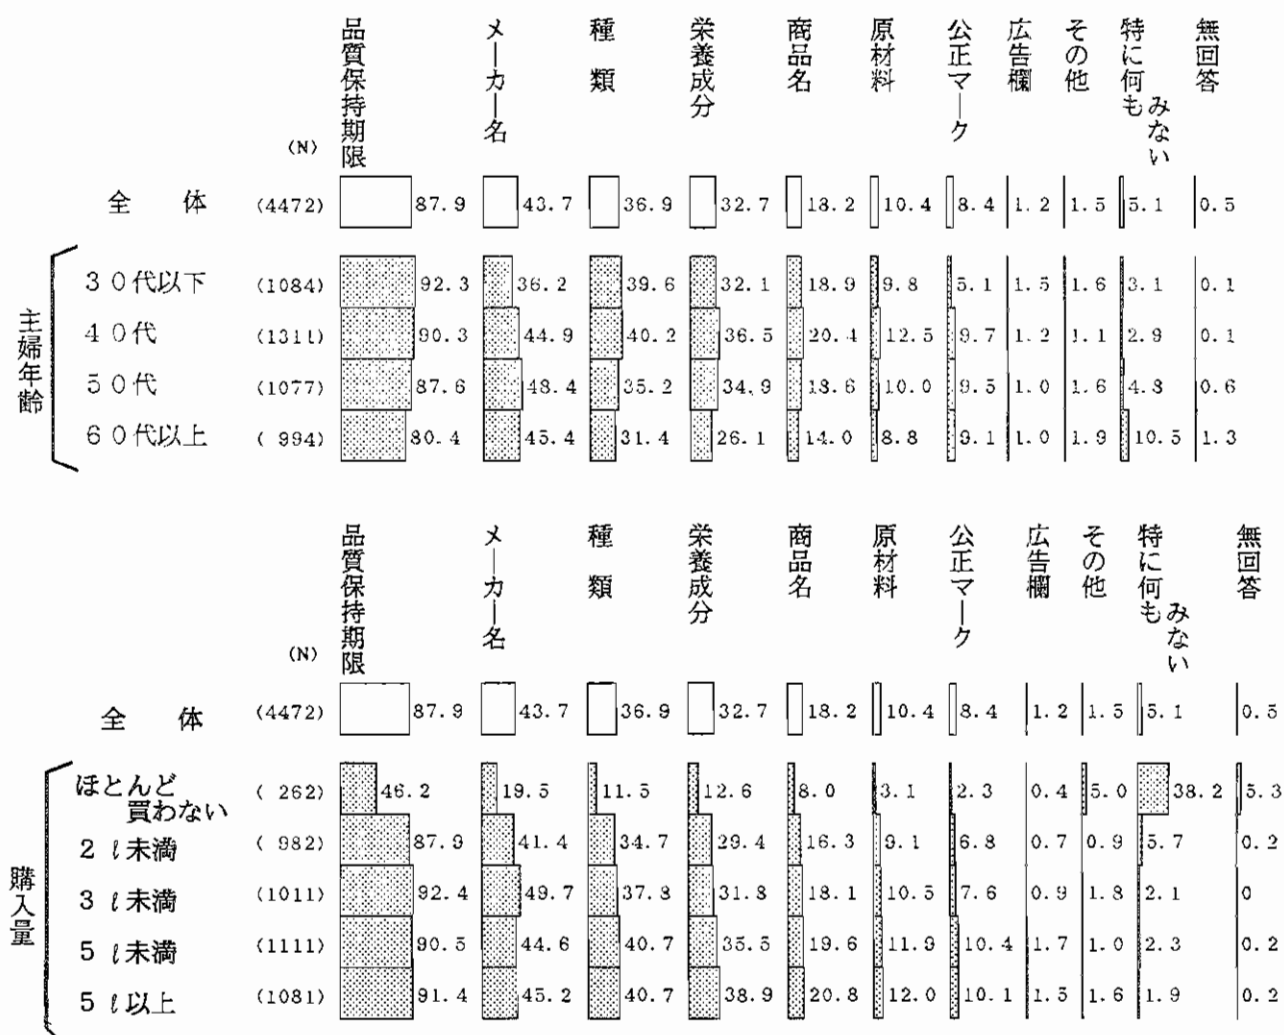 品質保持期限 メーカー名 種類 栄養成分 商品名 原材料 公正マーク 広告欄 その他 特に何もみない 無回答
(N)
全体 (4472) 87.9 43.7 36.9 32.7 18.2 10.4 8.4 1.2 1.5 5.1 0.5
主婦年齢
30代以下 (1084) 92.3 36.2 39.6 32.1 18.9 9.8 5.1 1.5 1.6 3.1 0.1
40代 (1311) 90.3 44.9 40.2 36.5 20.4 12.5 9.7 1.2 1.1 2.9 0.1
50代 (1077) 87.6 48.4 35.2 34.9 18.6 10.0 9.5 1.0 1.6 4.8 0.6
60代以上 (994) 80.4 45.4 31.4 26.1 14.0 8.8 9.1 1.0 1.9 10.5 1.3
品質保持期限 メーカー名 種類 栄養成分 商品名 原材料 公正マーク 広告欄 その他 特に何もみない 無回答
(N)
全体 (4472) 87.9 43.7 36.9 32.7 18.2 10.4 8.4 1.2 1.5 5.1 0.5
購入量
ほとんど
買わない (262) 46.2 19.5 11.5 12.6 8.0 3.1 2.3 0.4 5.0 38.2 5.3
2ℓ未満 (982) 87.9 41.4 34.7 29.4 16.3 9.1 6.8 0.7 0.9 5.7 0.2
3ℓ未満 (1011) 92.4 49.7 37.8 31.8 18.1 10.5 7.6 0.9 1.8 2.1 0
5ℓ未満 (1111) 90.5 44.6 40.7 35.5 19.6 11.9 10.4 1.7 1.0 2.3 0.2
5ℓ以上 (1081) 91.4 45.2 40.7 38.9 20.8 12.0 10.1 1.5 1.6 1.9 0.2